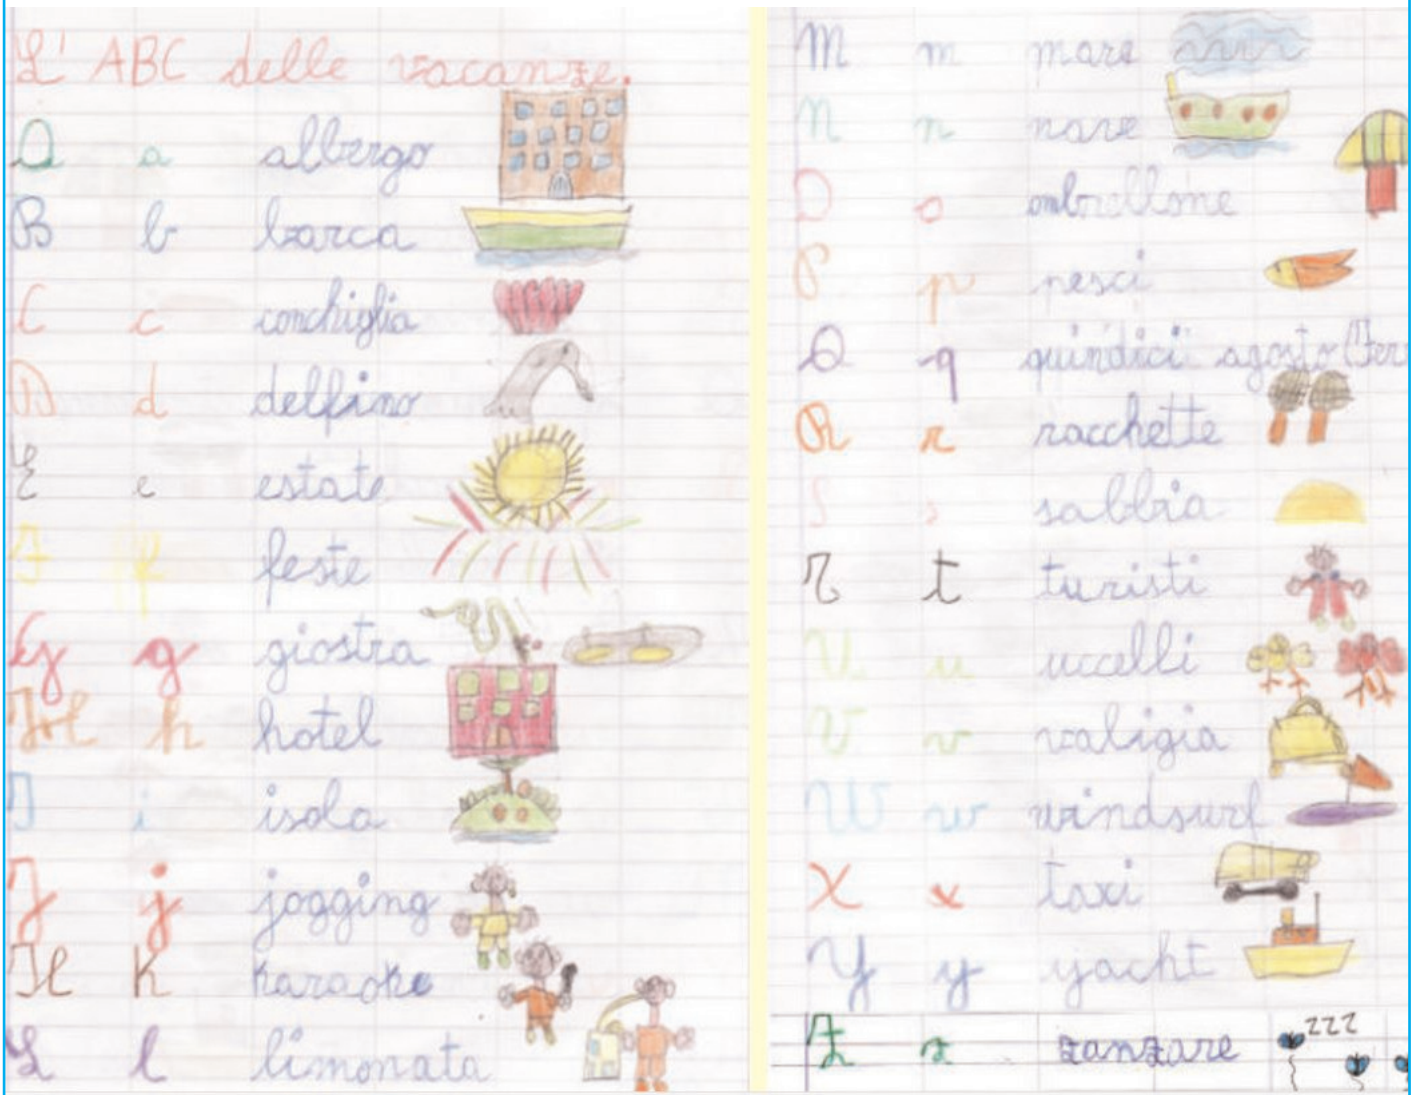 L' ABC delle vacanze.
A a albergo
B b barca
C c conchiglia
D d delfino
E e estate
F f feste
G g giostra
H h hotel
I i isola
J j jogging
K k karaoke
L l limonata
M m mare
N n nave
O o ombrellone
P p pesci
Q q quindici agosto (Fer
R r racchette
S s sabbia
T t turisti
U u uccelli
V v valigia
W w windsurf
X x taxi
Y y yacht
Z z zanzare
zzz